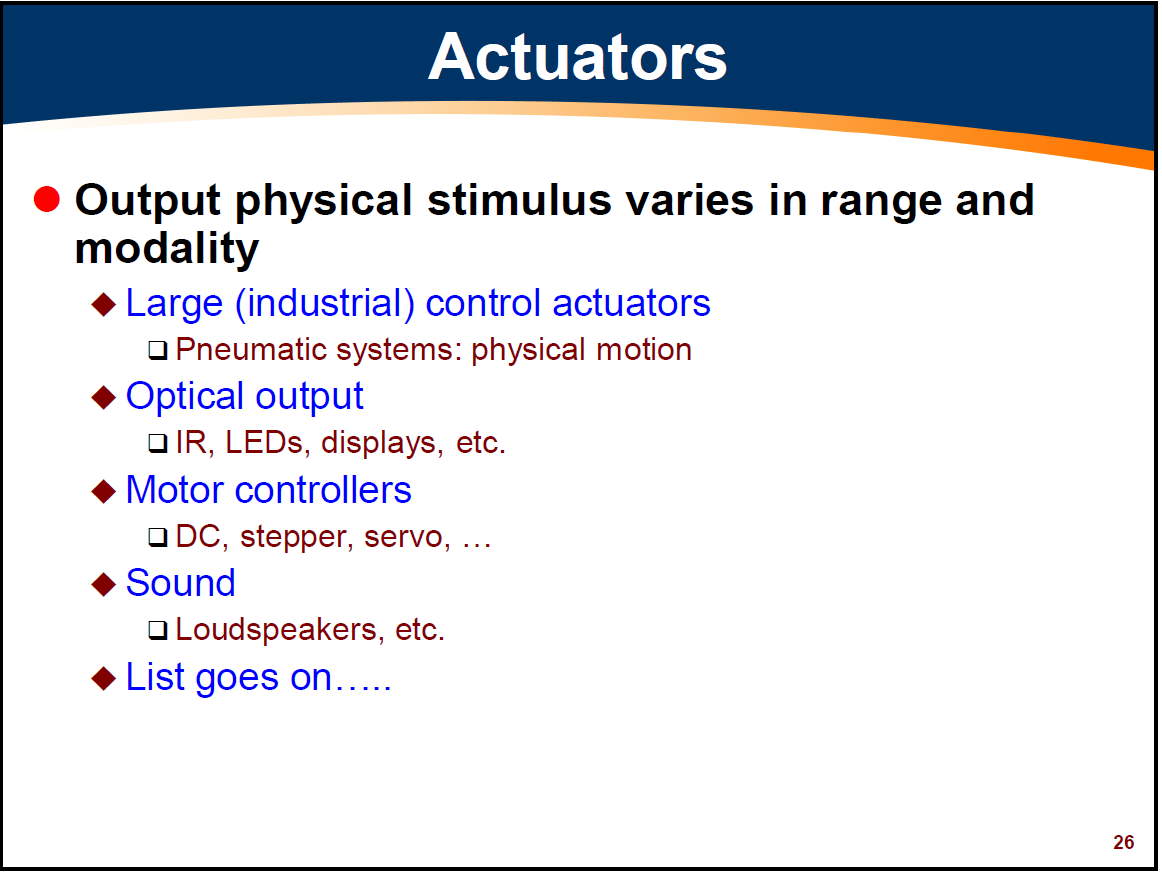 Actuators
Output physical stimulus varies in range and
modality
Large (industrial) control actuators
Pneumatic systems: physical motion
Optical output
IR, LEDs, displays, etc.
Motor controllers
DC, stepper, servo, …
Sound
Loudspeakers, etc.
List goes on…..
26